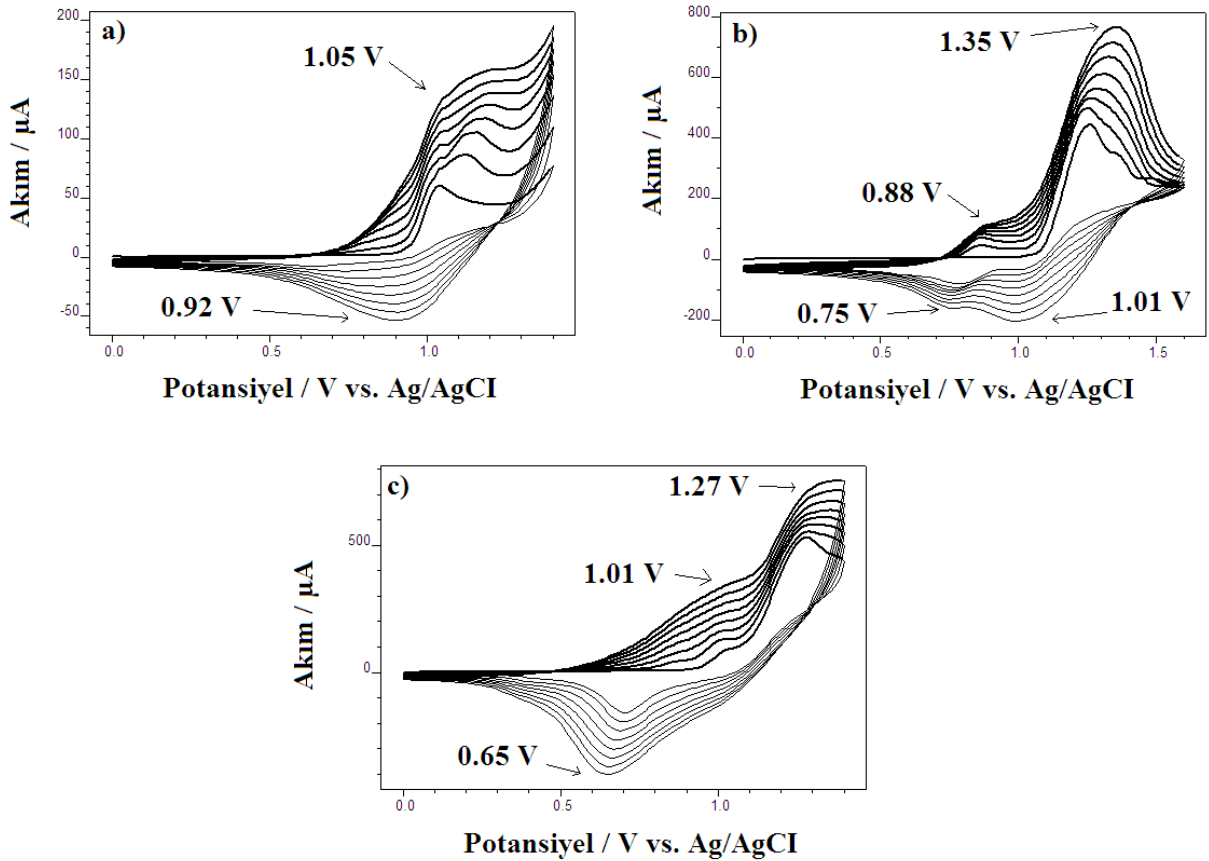 a)
200
150
100
50
0
-50
1.05 V
0.92 V
0.0
0.5
1.0
Akım / µA
Potansiyel / V vs. Ag/AgCI
b)
800
600
400
200
0
-200
1.35 V
0.88 V
0.75 V
1.01 V
0.0
0.5
1.0
1.5
Akım / µA
Potansiyel / V vs. Ag/AgCI
c)
500
0
1.27 V
1.01 V
0.65 V
0.0
0.5
1.0
Akım / µA
Potansiyel / V vs. Ag/AgCI